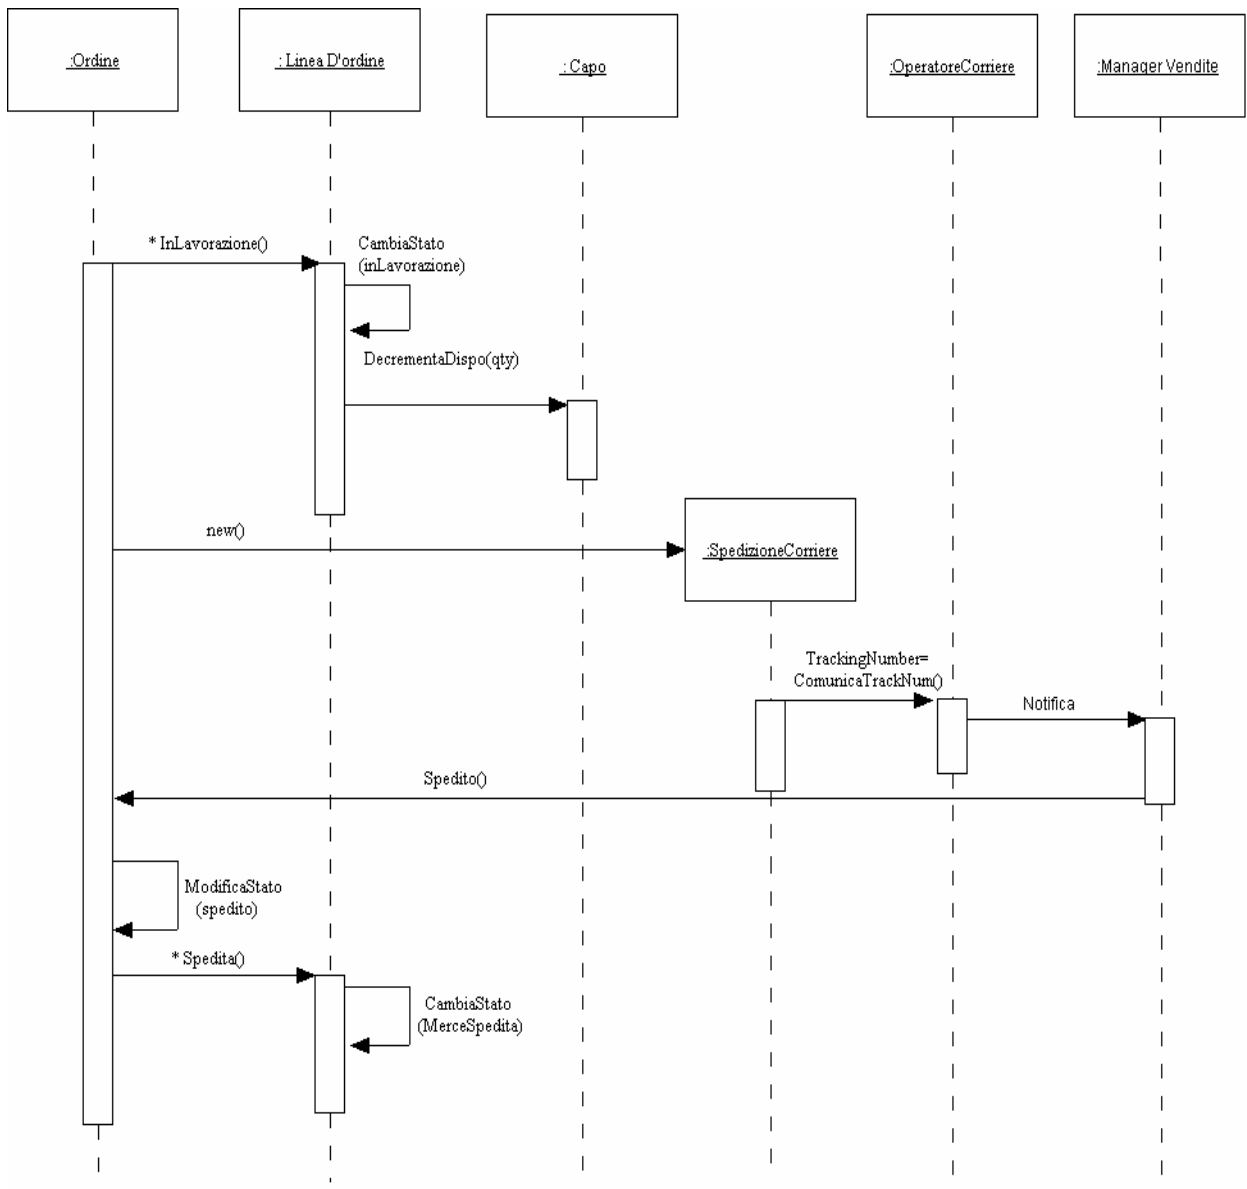 :Ordine
: Linea D'ordine
: Capo
:OperatoreCorriere
:Manager Vendite
* InLavorazione()
CambiaStato
(inLavorazione)
DecrementaDispo(qty)
new()
:SpedizioneCorriere
TrackingNumber=
ComunicaTrackNum()
Notifica
Spedito()
ModificaStato
(spedito)
* Spedita()
CambiaStato
(MerceSpedita)